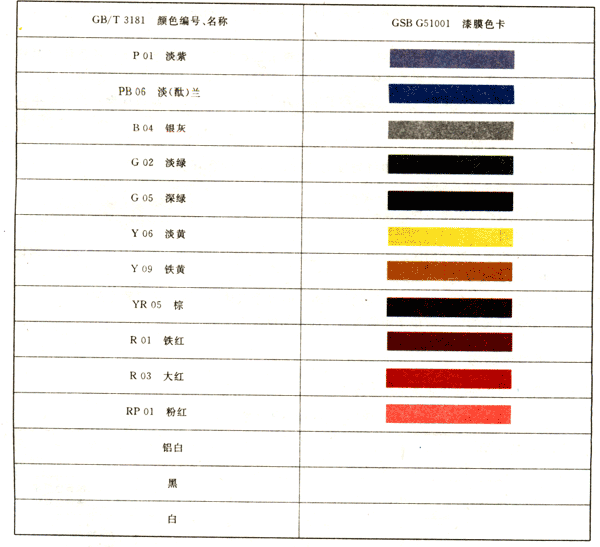 GB/T 3181 颜色编号、名称 GSB G51001 漆膜色卡
P 01 淡紫
PB 06 淡(酞)兰
B 04 银灰
G 02 淡绿
G 05 深绿
Y 06 淡黄
Y 09 铁黄
YR 05 棕
R 01 铁红
R 03 大红
RP 01 粉红
铝白
黑
白